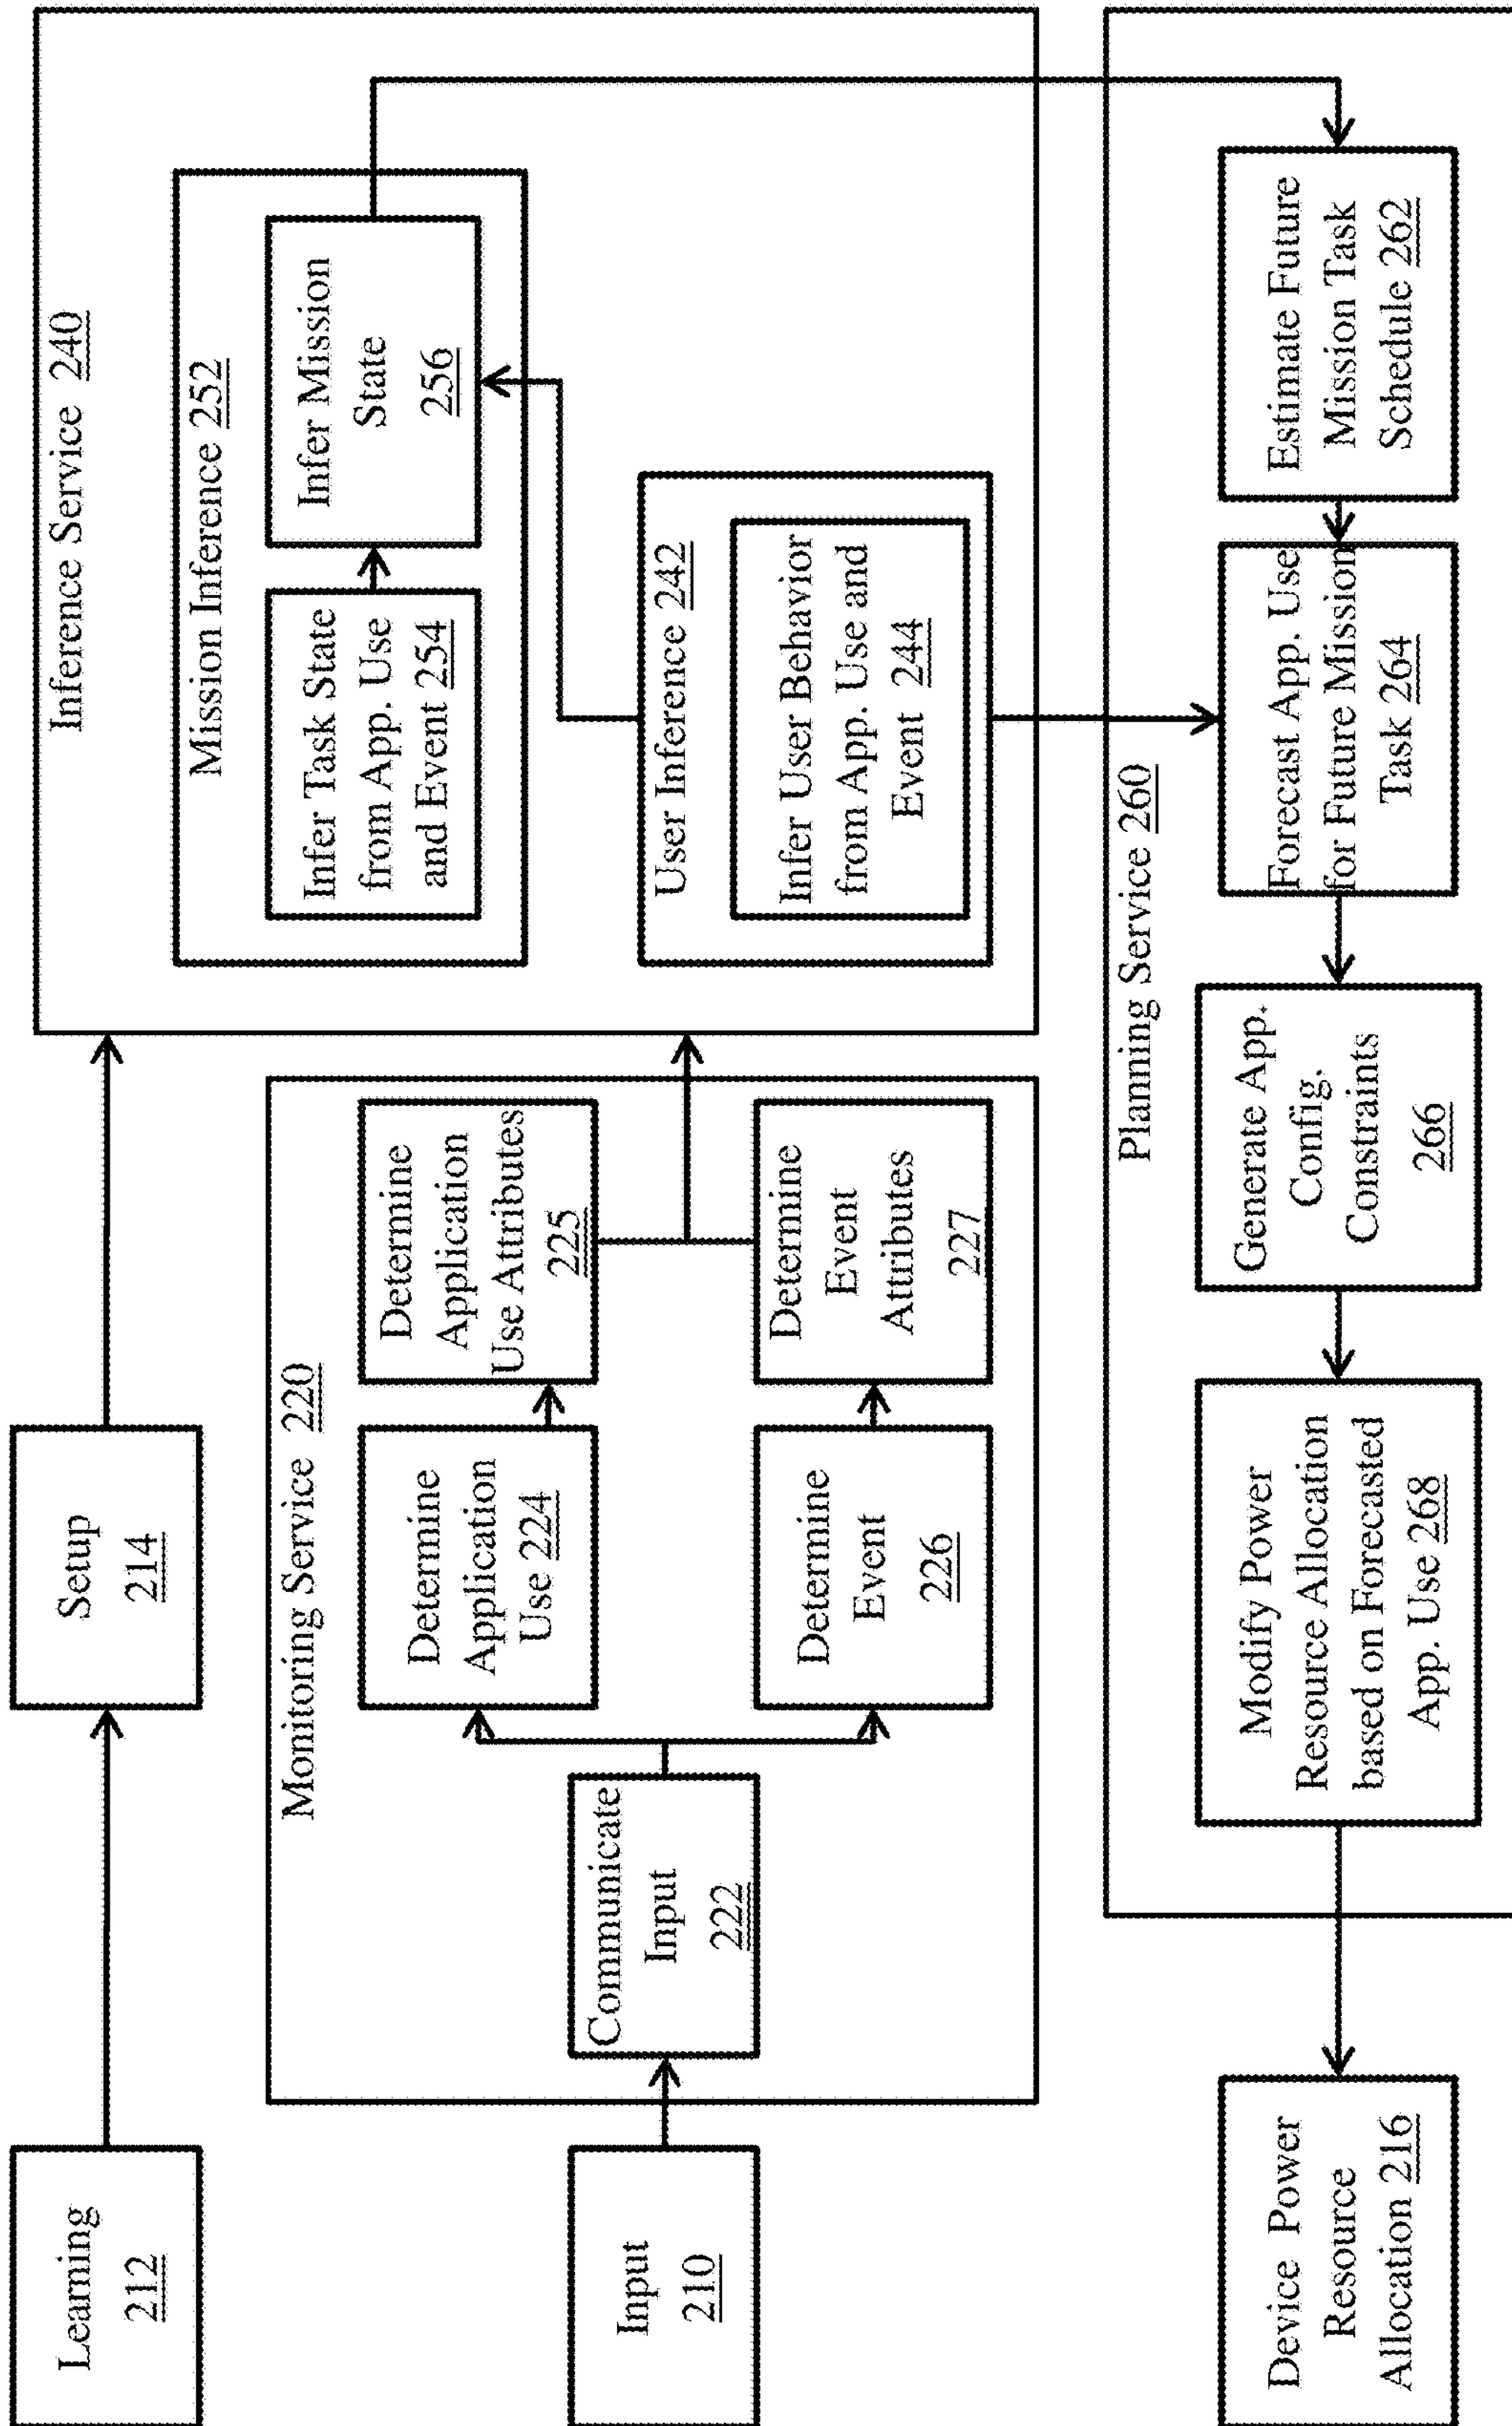 Learning
212
Setup
214
Input
210
Monitoring Service 220
Communicate
Input
222
Determine
Application
Use 224
Determine
Application
Use Attributes
225
Determine
Event
226
Determine
Event
Attributes
227
Inference Service 240
Mission Inference 252
Infer Task State
from App. Use
and Event 254
Infer Mission
State
256
User Inference 242
Infer User Behavior
from App. Use and
Event 244
Planning Service 260
Estimate Future
Mission Task
Schedule 262
Forecast App. Use
for Future Mission
Task 264
Generate App.
Config.
Constraints
266
Modify Power
Resource Allocation
based on Forecasted
App. Use 268
Device Power
Resource
Allocation 216